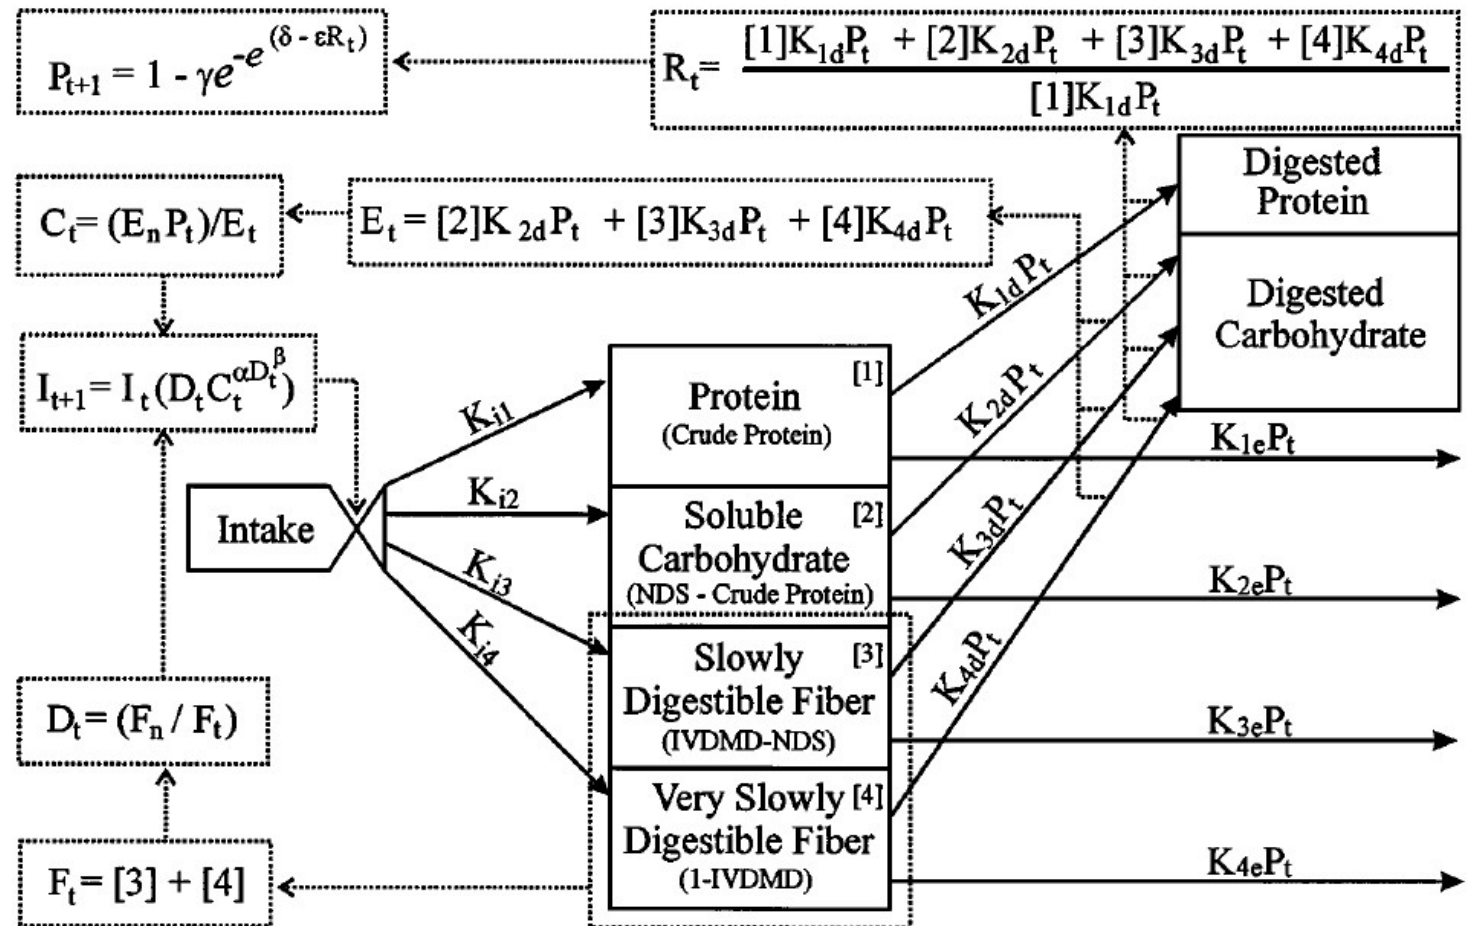 P_{t+1} = 1 - γe^{-e^{(δ - εR_t)}}
R_t = \frac{[1]K_{1d}P_t + [2]K_{2d}P_t + [3]K_{3d}P_t + [4]K_{4d}P_t}{[1]K_{1d}P_t}
C_t = (E_n P_t)/E_t
E_t = [2]K_{2d}P_t + [3]K_{3d}P_t + [4]K_{4d}P_t
Digested
Protein
Digested
Carbohydrate
I_{t+1} = I_t(D_t C_t^{αD_t^β})
Intake
K_{i1}
K_{i2}
K_{i3}
K_{i4}
Protein [1]
(Crude Protein)
Soluble [2]
Carbohydrate
(NDS - Crude Protein)
Slowly [3]
Digestible Fiber
(IVDMD-NDS)
Very Slowly [4]
Digestible Fiber
(1-IVDMD)
K_{1d}P_t
K_{2d}P_t
K_{3d}P_t
K_{4d}P_t
K_{1e}P_t
K_{2e}P_t
K_{3e}P_t
K_{4e}P_t
D_t = (F_n / F_t)
F_t = [3] + [4]